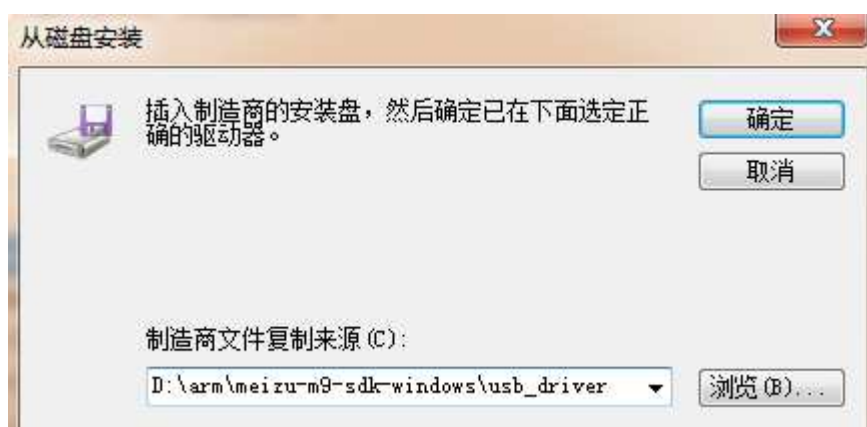 从磁盘安装
插入制造商的安装盘，然后确定已在下面选定正
确的驱动器。
确定
取消
制造商文件复制来源(C):
D:\arm\meizu-m9-sdk-windows\usb_driver
浏览(B)...